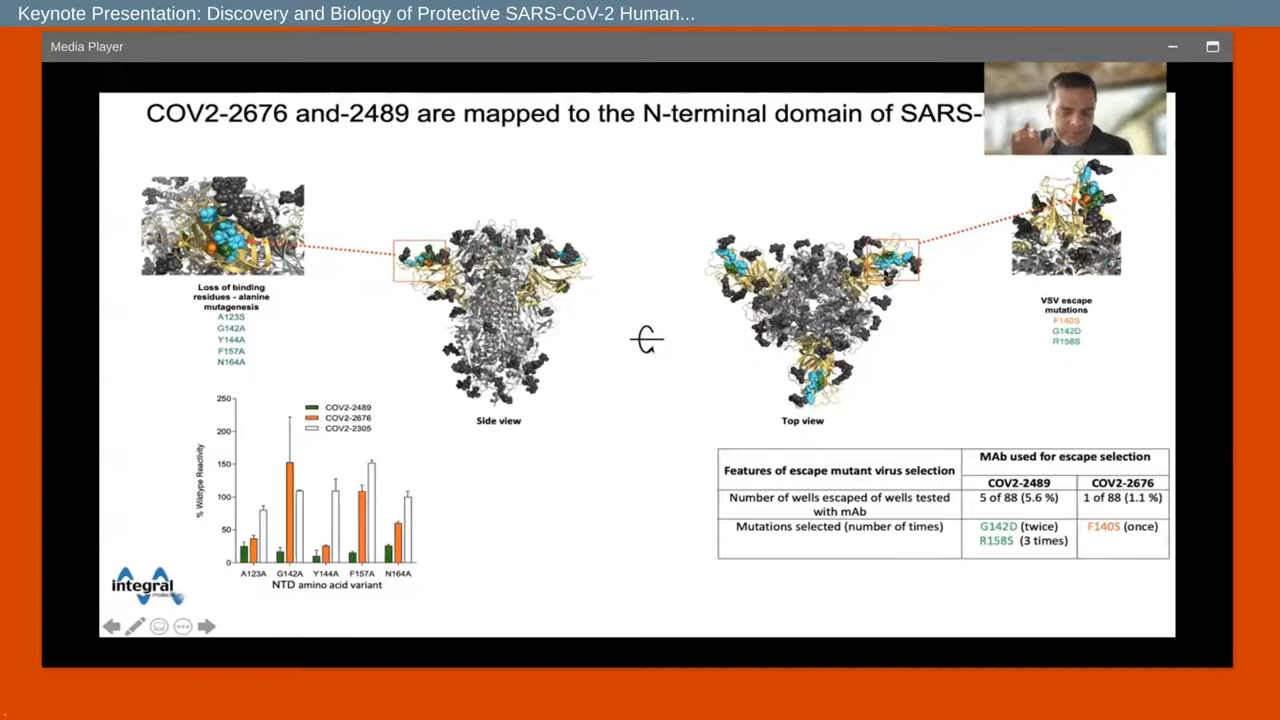 Keynote Presentation: Discovery and Biology of Protective SARS-CoV-2 Human...
Media Player
COV2-2676 and-2489 are mapped to the N-terminal domain of SARS-
Loss of binding
residues - alanine
mutagenesis
A123S
G142A
Y144A
F157A
N164A
VSV escape
mutations
F140S
G142D
R158S
Side view
Top view
250
200
150
100
50
0
% Wildtype Reactivity
COV2-2489
COV2-2676
COV2-2305
A123A
G142A
Y144A
F157A
N164A
NTD amino acid variant
Features of escape mutant virus selection
MAb used for escape selection
COV2-2489
COV2-2676
Number of wells escaped of wells tested
with mAb
5 of 88 (5.6 %)
1 of 88 (1.1 %)
Mutations selected (number of times)
G142D (twice)
R158S (3 times)
F140S (once)
integral